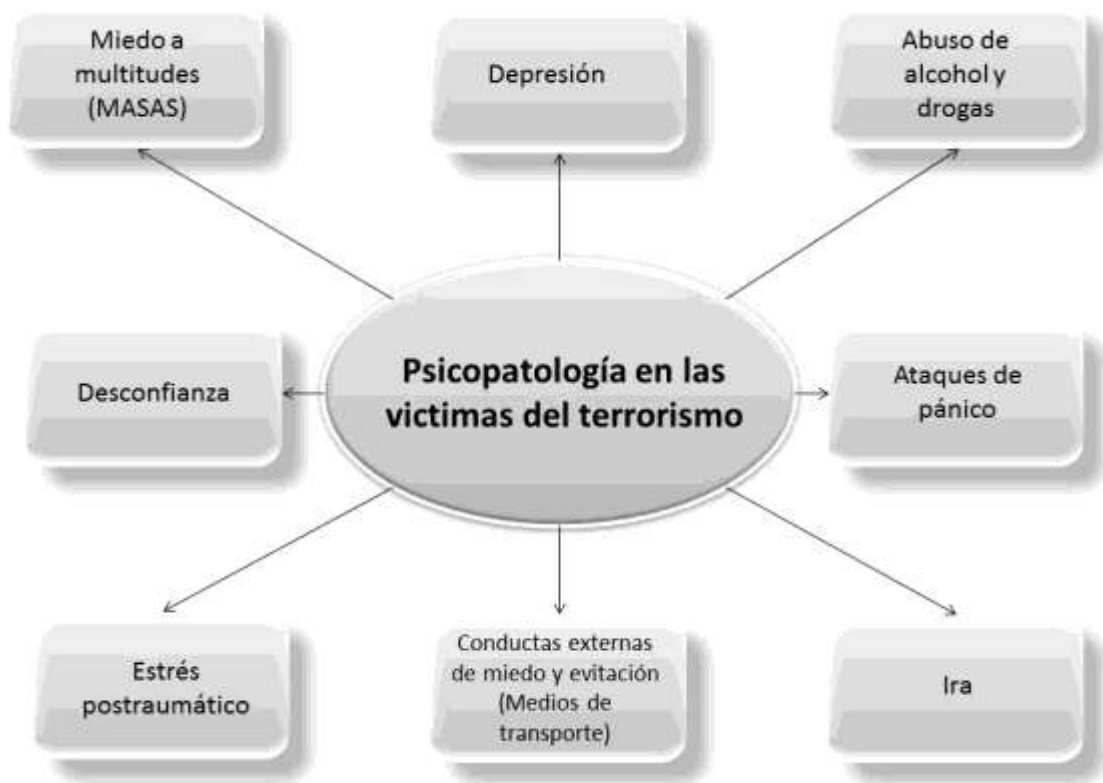 Miedo a
multitudes
(MASAS)
Depresión
Abuso de
alcohol y
drogas
Desconfianza
Psicopatología en las
victimas del terrorismo
Ataques de
pánico
Estrés
postraumático
Conductas externas
de miedo y evitación
(Medios de
transporte)
Ira